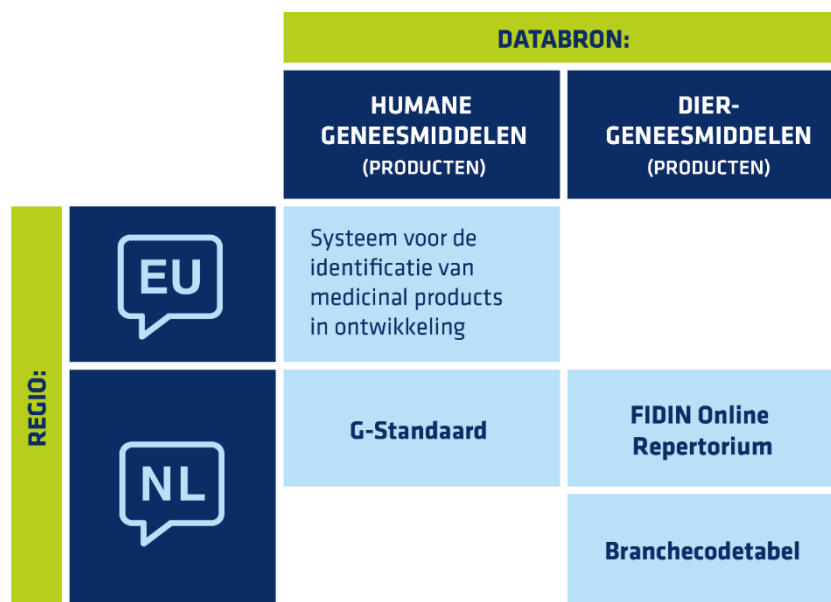 DATABRON:
HUMANE
GENEESMIDDELEN
(PRODUCTEN)
DIER-
GENEESMIDDELEN
(PRODUCTEN)
REGIO:
EU
Systeem voor de
identificatie van
medicinal products
in ontwikkeling
NL
G-Standaard
FIDIN Online
Repertorium
Branchecodetabel